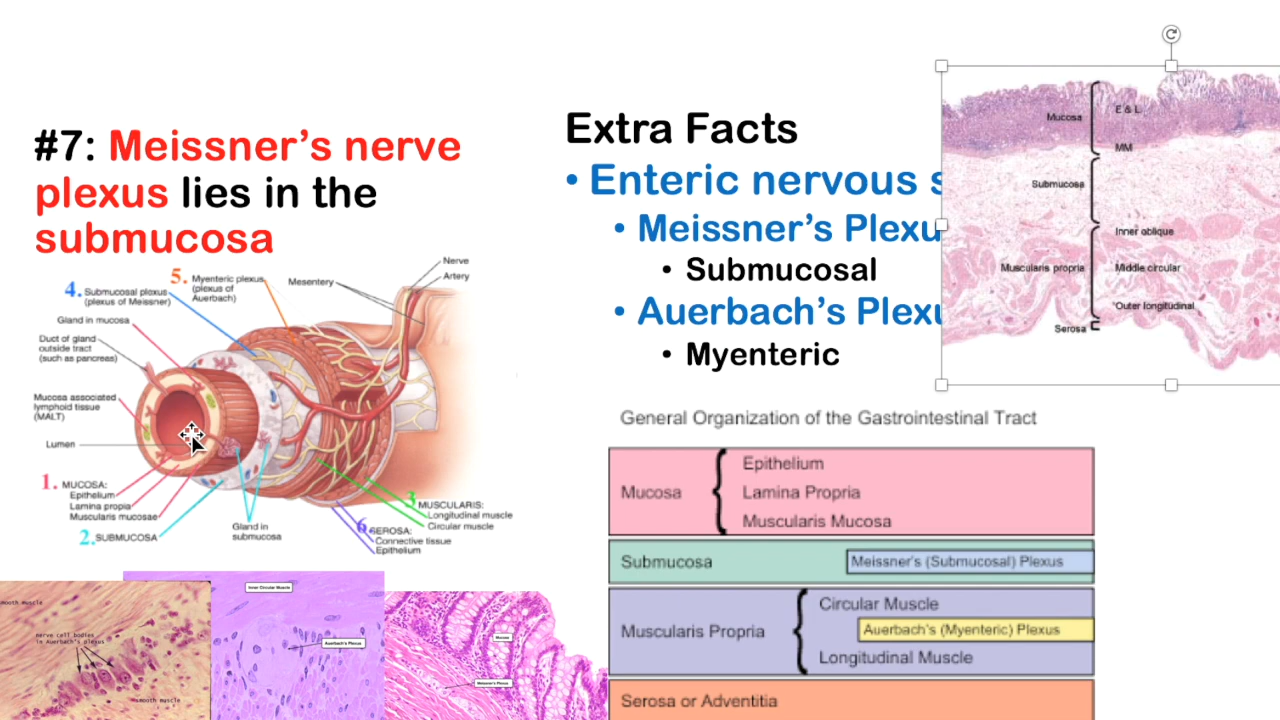 #7: Meissner's nerve
plexus lies in the
submucosa
Nerve
Artery
Mesentery
5. Myenteric plexus
(plexus of
Auerbach)
4. Submucosal plexus
(plexus of Meissner)
Gland in mucosa
Duct of gland
outside tract
(such as pancreas)
Mucosa associated
lymphoid tissue
(MALT)
Lumen
1. MUCOSA:
Epithelium
Lamina propia
Muscularis mucosae
2. SUBMUCOSA
Gland in
submucosa
3 MUSCULARIS:
Longitudinal muscle
Circular muscle
6. SEROSA:
Connective tissue
Epithelium
smooth muscle
nerve cell bodies
in Auerbach's plexus
smooth muscle
Inner Circular Muscle
Auerbach's Plexus
Mucosa
Meissner's Plexus
Extra Facts
• Enteric nervous s
• Meissner's Plexu
• Submucosal
• Auerbach's Plexu
• Myenteric
Mucosa
E & L
MM
Submucosa
Inner oblique
Muscularis propria
Middle circular
Outer longitudinal
Serosa
General Organization of the Gastrointestinal Tract
Mucosa
Epithelium
Lamina Propria
Muscularis Mucosa
Submucosa
Meissner's (Submucosal) Plexus
Muscularis Propria
Circular Muscle
Auerbach's (Myenteric) Plexus
Longitudinal Muscle
Serosa or Adventitia